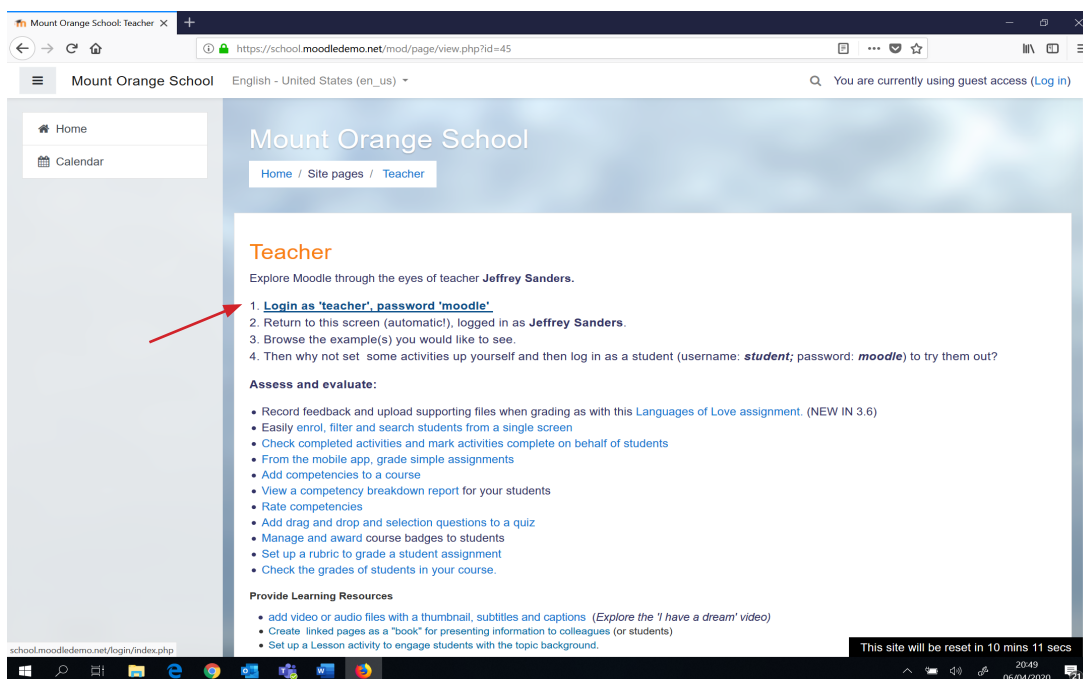 Mount Orange School: Teacher
https://school.moodledemo.net/mod/page/view.php?id=45
Mount Orange School English - United States (en_us) You are currently using guest access (Log in)
Home
Calendar
Mount Orange School
Home / Site pages / Teacher
Teacher
Explore Moodle through the eyes of teacher Jeffrey Sanders.
1. Login as 'teacher', password 'moodle'
2. Return to this screen (automatic!), logged in as Jeffrey Sanders.
3. Browse the example(s) you would like to see.
4. Then why not set some activities up yourself and then log in as a student (username: student; password: moodle) to try them out?
Assess and evaluate:
• Record feedback and upload supporting files when grading as with this Languages of Love assignment. (NEW IN 3.6)
• Easily enrol, filter and search students from a single screen
• Check completed activities and mark activities complete on behalf of students
• From the mobile app, grade simple assignments
• Add competencies to a course
• View a competency breakdown report for your students
• Rate competencies
• Add drag and drop and selection questions to a quiz
• Manage and award course badges to students
• Set up a rubric to grade a student assignment
• Check the grades of students in your course.
Provide Learning Resources
• add video or audio files with a thumbnail, subtitles and captions (Explore the 'I have a dream' video)
• Create linked pages as a "book" for presenting information to colleagues (or students)
• Set up a Lesson activity to engage students with the topic background.
school.moodledemo.net/login/index.php
This site will be reset in 10 mins 11 secs
20:49
06/04/2020
21